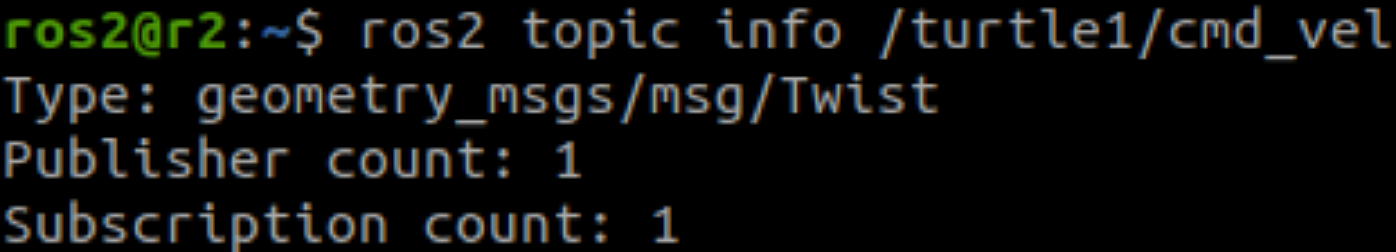 ros2@r2:~$ ros2 topic info /turtle1/cmd_vel
Type: geometry_msgs/msg/Twist
Publisher count: 1
Subscription count: 1